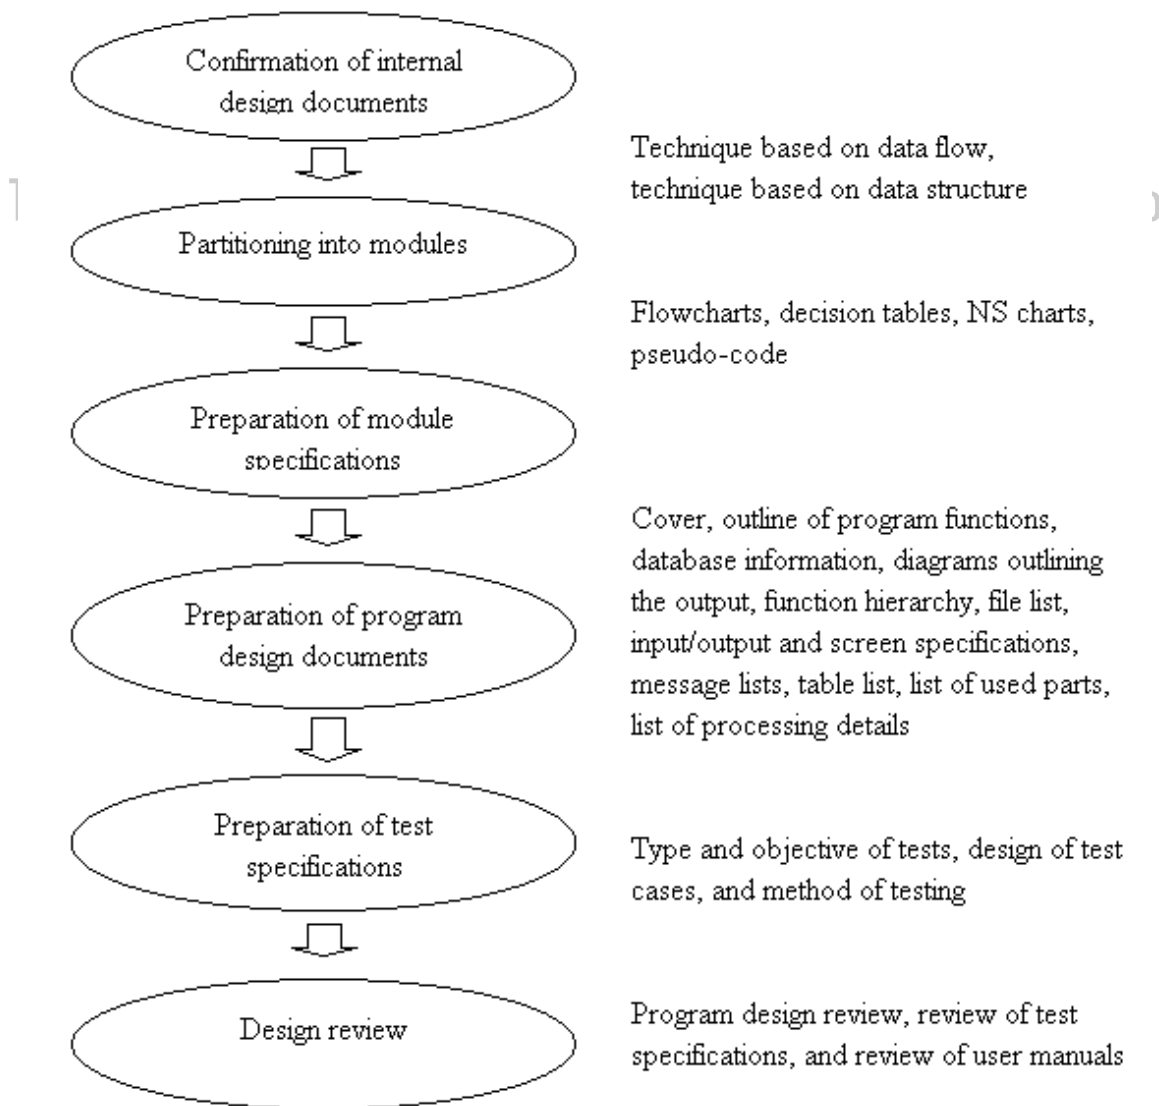 Confirmation of internal
design documents
Technique based on data flow,
technique based on data structure
Partitioning into modules
Flowcharts, decision tables, NS charts,
pseudo-code
Preparation of module
specifications
Cover, outline of program functions,
database information, diagrams outlining
the output, function hierarchy, file list,
input/output and screen specifications,
message lists, table list, list of used parts,
list of processing details
Preparation of program
design documents
Preparation of test
specifications
Type and objective of tests, design of test
cases, and method of testing
Design review
Program design review, review of test
specifications, and review of user manuals